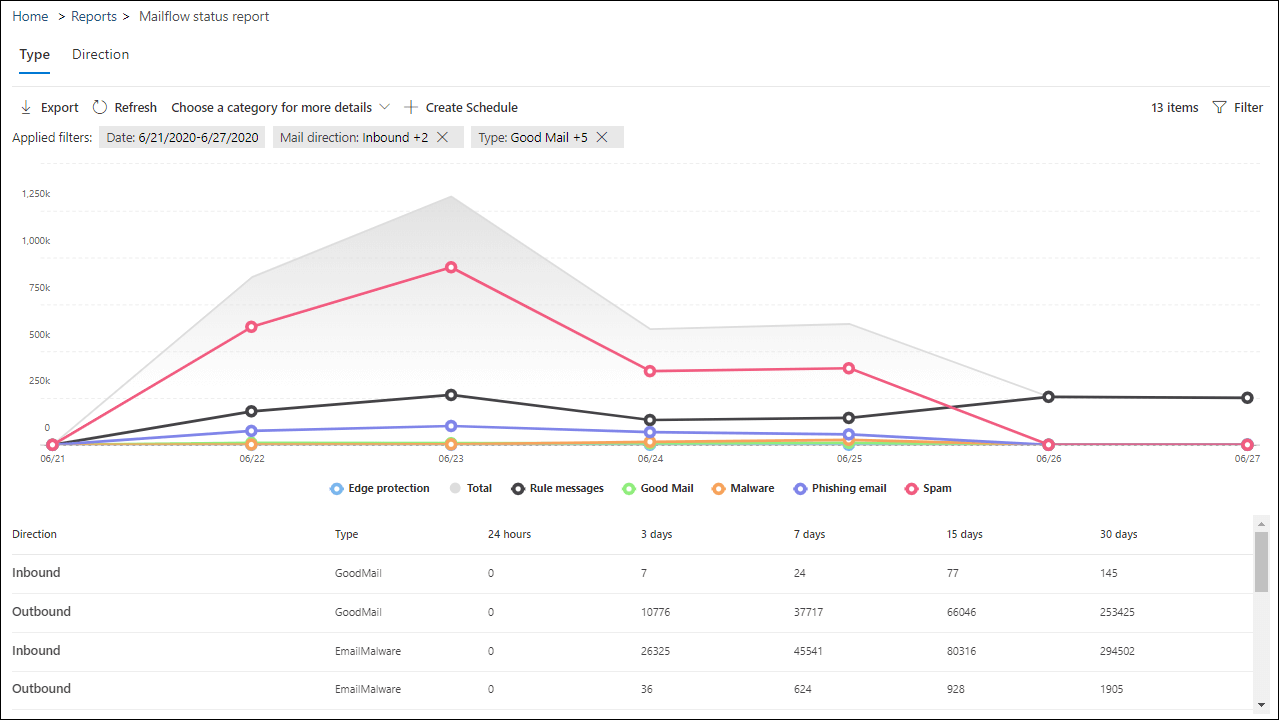 Home > Reports > Mailflow status report
Type Direction
Export Refresh Choose a category for more details Create Schedule 13 items Filter
Applied filters: Date: 6/21/2020-6/27/2020 Mail direction: Inbound +2 Type: Good Mail +5
1,250k
1,000k
750k
500k
250k
0
06/21 06/22 06/23 06/24 06/25 06/26 06/27
Edge protection Total Rule messages Good Mail Malware Phishing email Spam
Direction Type 24 hours 3 days 7 days 15 days 30 days
Inbound GoodMail 0 7 24 77 145
Outbound GoodMail 0 10776 37717 66046 253425
Inbound EmailMalware 0 26325 45541 80316 294502
Outbound EmailMalware 0 36 624 928 1905